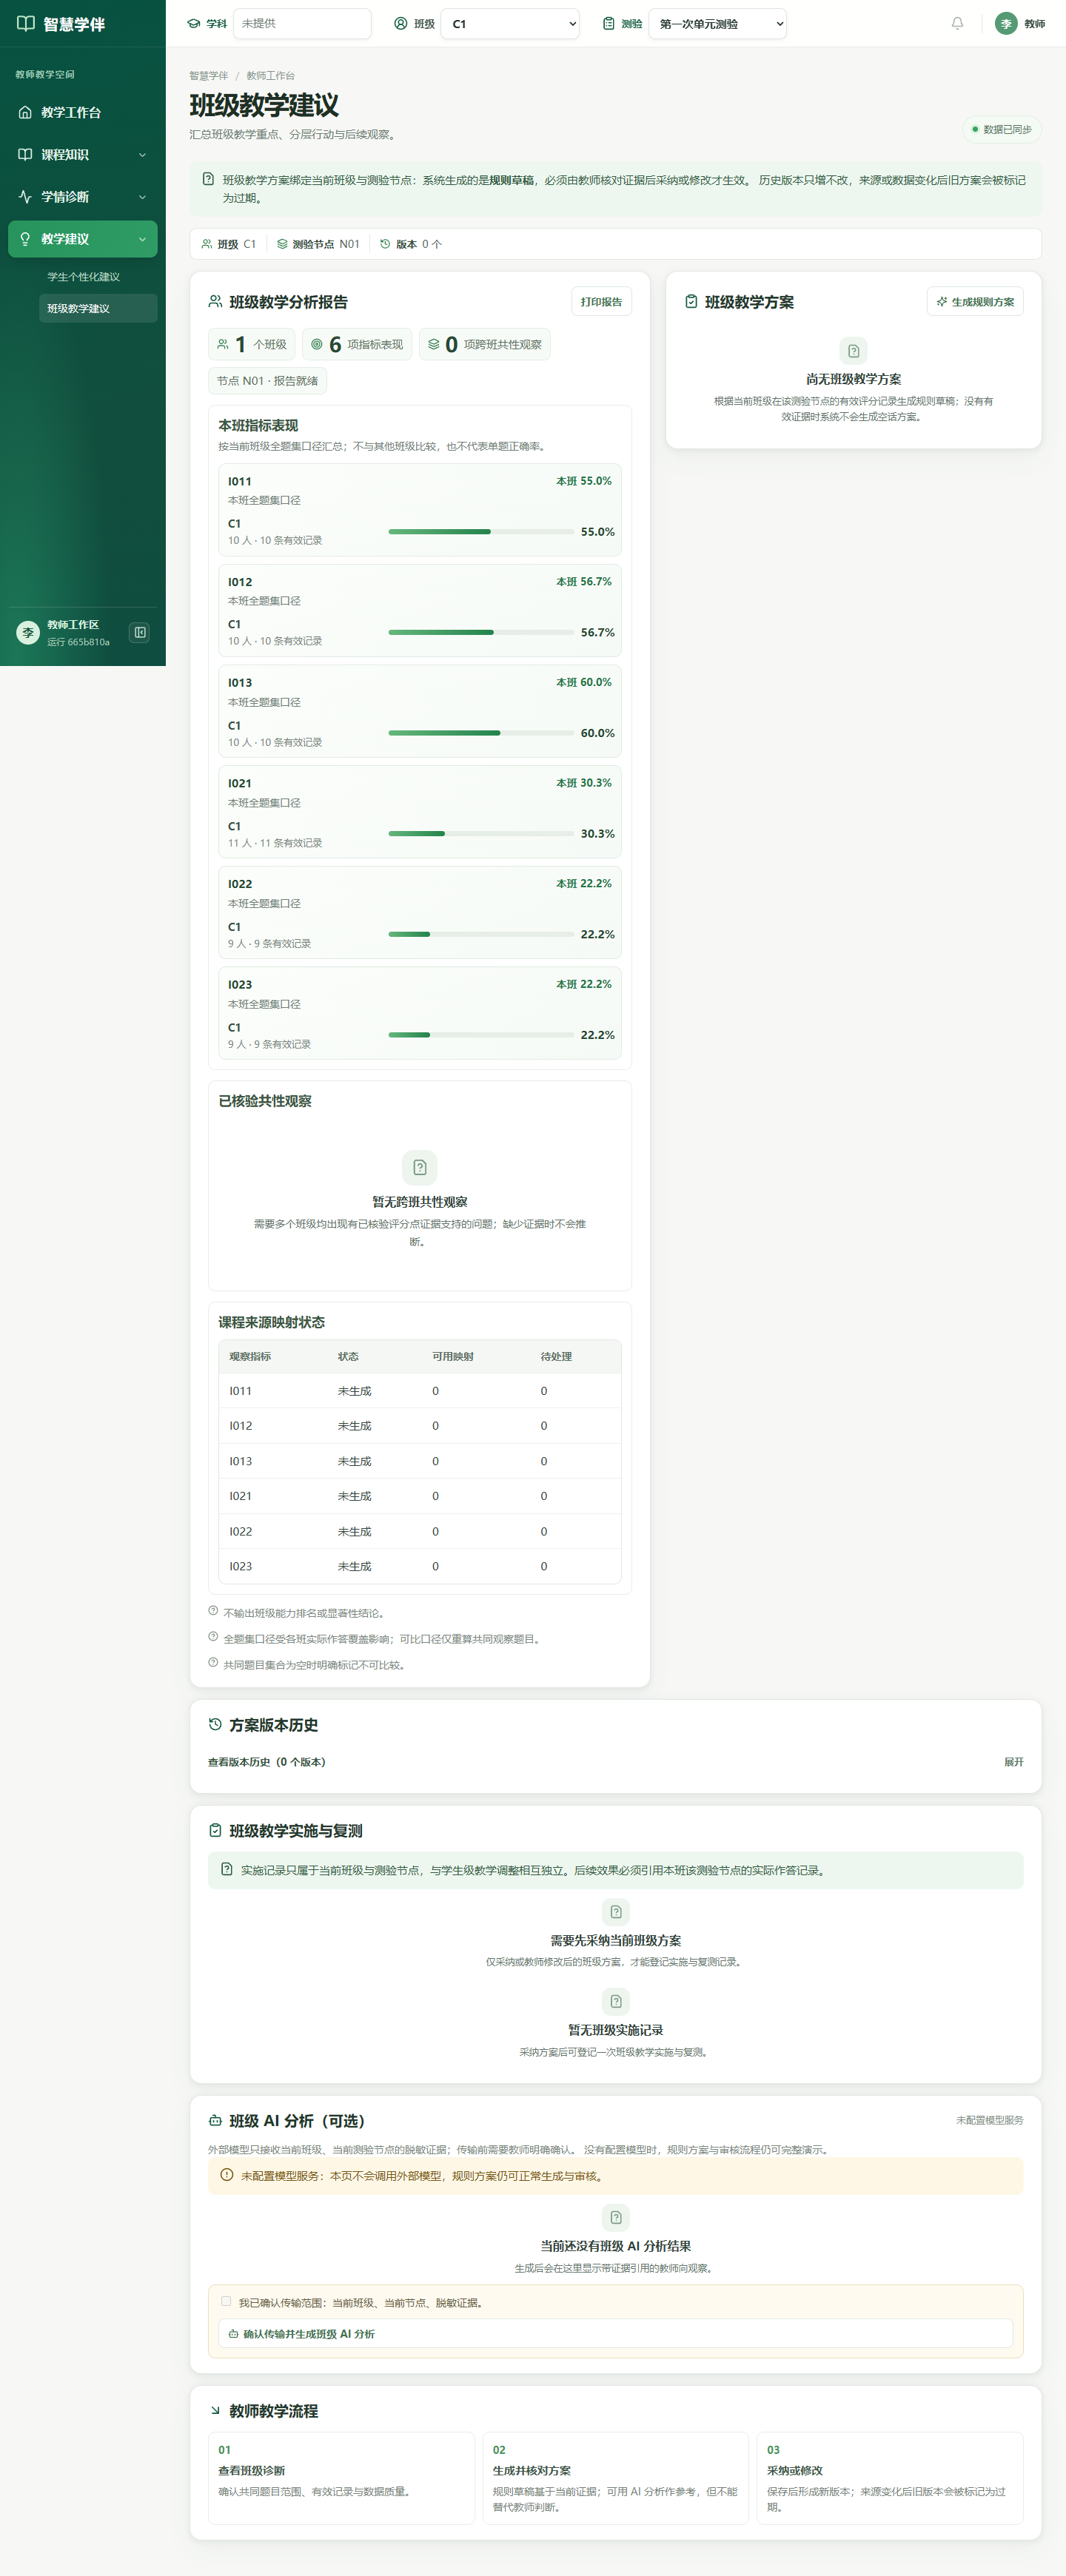 智慧学伴
学科
未提供
班级
C1
测验
第一次单元测验
李
教师
教师教学空间
教学工作台
课程知识
学情诊断
教学建议
学生个性化建议
班级教学建议
李
教师工作区
运行 665b810a
智慧学伴 / 教师工作台
班级教学建议
汇总班级教学重点、分层行动与后续观察。
数据已同步
班级教学方案绑定当前班级与测验节点：系统生成的是规则草稿，必须由教师核对证据后采纳或修改才生效。 历史版本只增不改，来源或数据变化后旧方案会被标记
为过期。
班级 C1
测验节点 N01
版本 0 个
班级教学分析报告
打印报告
1 个班级
6 项指标表现
0 项跨班共性观察
节点 N01 · 报告就绪
本班指标表现
按当前班级全题集口径汇总；不与其他班级比较，也不代表单题正确率。
I011
本班 55.0%
本班全题集口径
C1
10 人 · 10 条有效记录
55.0%
I012
本班 56.7%
本班全题集口径
C1
10 人 · 10 条有效记录
56.7%
I013
本班 60.0%
本班全题集口径
C1
10 人 · 10 条有效记录
60.0%
I021
本班 30.3%
本班全题集口径
C1
11 人 · 11 条有效记录
30.3%
I022
本班 22.2%
本班全题集口径
C1
9 人 · 9 条有效记录
22.2%
I023
本班 22.2%
本班全题集口径
C1
9 人 · 9 条有效记录
22.2%
已核验共性观察
暂无跨班共性观察
需要多个班级均出现有已核验评分点证据支持的问题；缺少证据时不会推
断。
课程来源映射状态
观察指标 状态 可用映射 待处理
I011 未生成 0 0
I012 未生成 0 0
I013 未生成 0 0
I021 未生成 0 0
I022 未生成 0 0
I023 未生成 0 0
不输出班级能力排名或显著性结论。
全题集口径受各班实际作答覆盖影响；可比口径仅重算共同观察题目。
共同题目集合为空时明确标记不可比较。
班级教学方案
生成规则方案
尚无班级教学方案
根据当前班级在该测验节点的有效评分记录生成规则草稿；没有有
效证据时系统不会生成空话方案。
方案版本历史
查看版本历史（0 个版本）
展开
班级教学实施与复测
实施记录只属于当前班级与测验节点，与学生级教学调整相互独立。后续效果必须引用本班该测验节点的实际作答记录。
需要先采纳当前班级方案
仅采纳或教师修改后的班级方案，才能登记实施与复测记录。
暂无班级实施记录
采纳方案后可登记一次班级教学实施与复测。
班级 AI 分析（可选）
未配置模型服务
外部模型只接收当前班级、当前测验节点的脱敏证据；传输前需要教师明确确认。 没有配置模型时，规则方案与审核流程仍可完整演示。
未配置模型服务：本页不会调用外部模型，规则方案仍可正常生成与审核。
当前还没有班级 AI 分析结果
生成后会在这里显示带证据引用的教师向观察。
我已确认传输范围：当前班级、当前节点、脱敏证据。
确认传输并生成班级 AI 分析
教师教学流程
01
查看班级诊断
确认共同题目范围、有效记录与数据质量。
02
生成并核对方案
规则草稿基于当前证据；可用 AI 分析作参考，但不能
替代教师判断。
03
采纳或修改
保存后形成新版本；来源变化后旧版本会被标记为过
期。